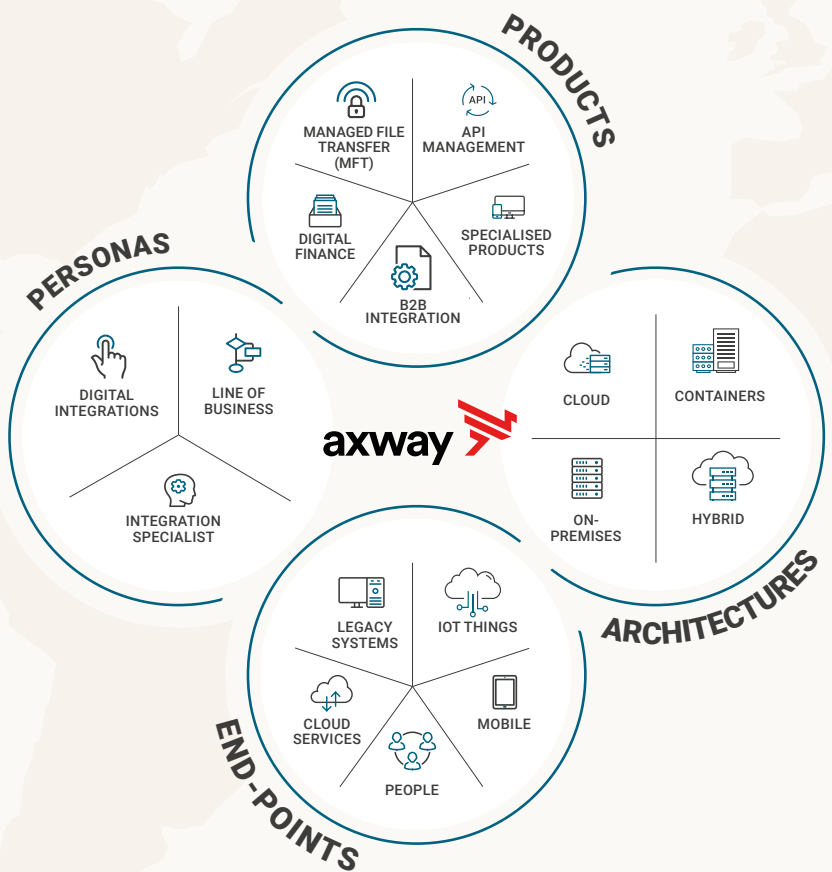 PRODUCTS
MANAGED FILE
TRANSFER
(MFT)
API
API
MANAGEMENT
DIGITAL
FINANCE
SPECIALISED
PRODUCTS
B2B
INTEGRATION
PERSONAS
DIGITAL
INTEGRATIONS
LINE OF
BUSINESS
INTEGRATION
SPECIALIST
axway
CLOUD
CONTAINERS
ON-
PREMISES
HYBRID
ARCHITECTURES
LEGACY
SYSTEMS
IOT THINGS
CLOUD
SERVICES
MOBILE
PEOPLE
END-POINTS